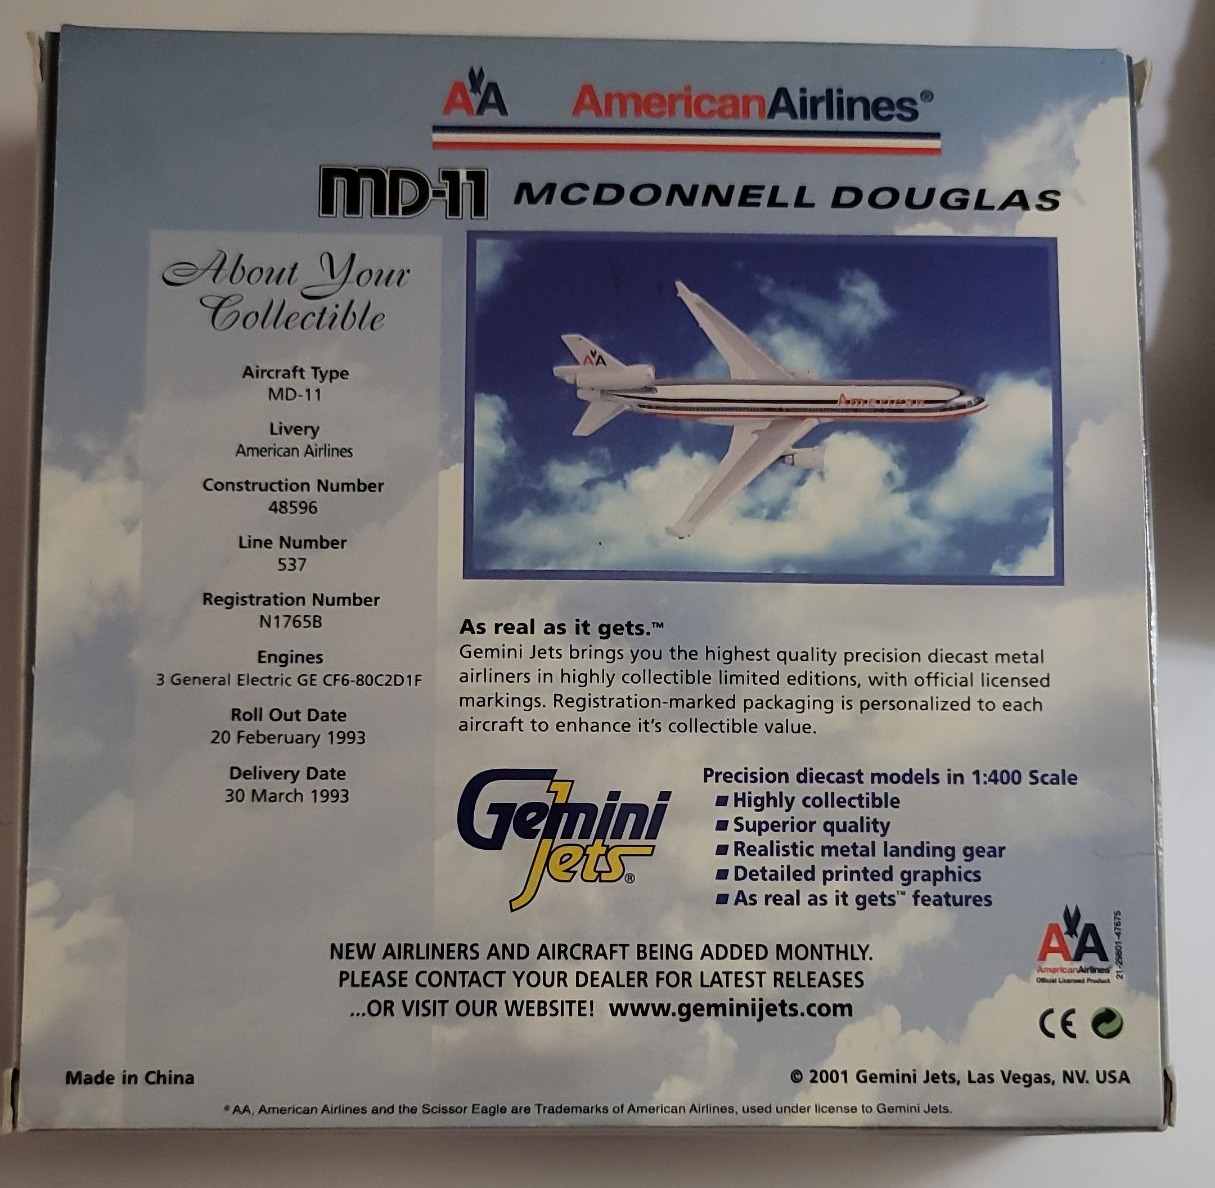 AA AmericanAirlines®
MD-11 MCDONNELL DOUGLAS
About Your
Collectible
Aircraft Type
MD-11
Livery
American Airlines
Construction Number
48596
Line Number
537
Registration Number
N1765B
Engines
3 General Electric GE CF6-80C2D1F
Roll Out Date
20 Feberuary 1993
Delivery Date
30 March 1993
AA
American
As real as it gets.™
Gemini Jets brings you the highest quality precision diecast metal
airliners in highly collectible limited editions, with official licensed
markings. Registration-marked packaging is personalized to each
aircraft to enhance it's collectible value.
Gemini
Jets®
Precision diecast models in 1:400 Scale
■ Highly collectible
■ Superior quality
■ Realistic metal landing gear
■ Detailed printed graphics
■ As real as it gets™ features
NEW AIRLINERS AND AIRCRAFT BEING ADDED MONTHLY.
PLEASE CONTACT YOUR DEALER FOR LATEST RELEASES
...OR VISIT OUR WEBSITE! www.geminijets.com
AA
AmericanAirlines®
Official Licensed Product
21-29801-47675
CE
Made in China
© 2001 Gemini Jets, Las Vegas, NV. USA
® AA, American Airlines and the Scissor Eagle are Trademarks of American Airlines, used under license to Gemini Jets.